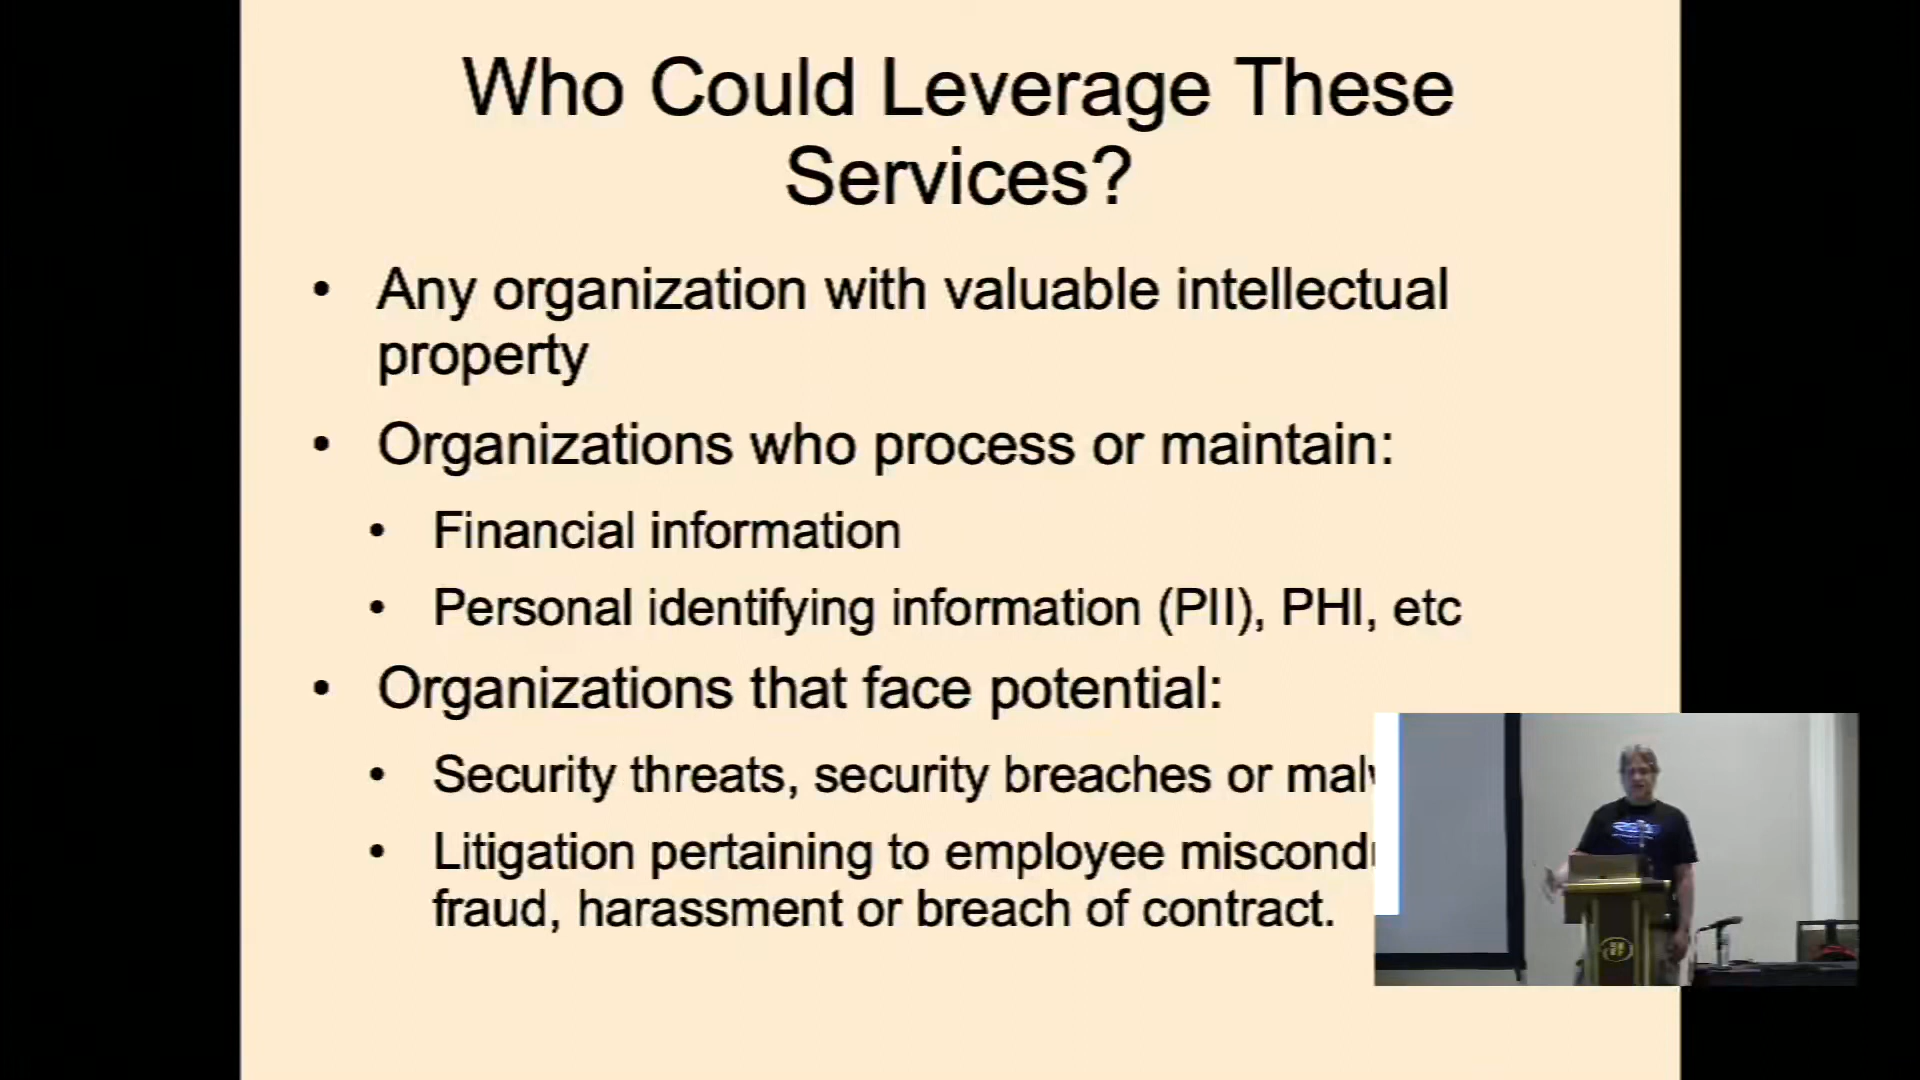 Who Could Leverage These
Services?
• Any organization with valuable intellectual
property
• Organizations who process or maintain:
• Financial information
• Personal identifying information (PII), PHI, etc
• Organizations that face potential:
• Security threats, security breaches or
• Litigation pertaining to employee
fraud, harassment or breach of contract.